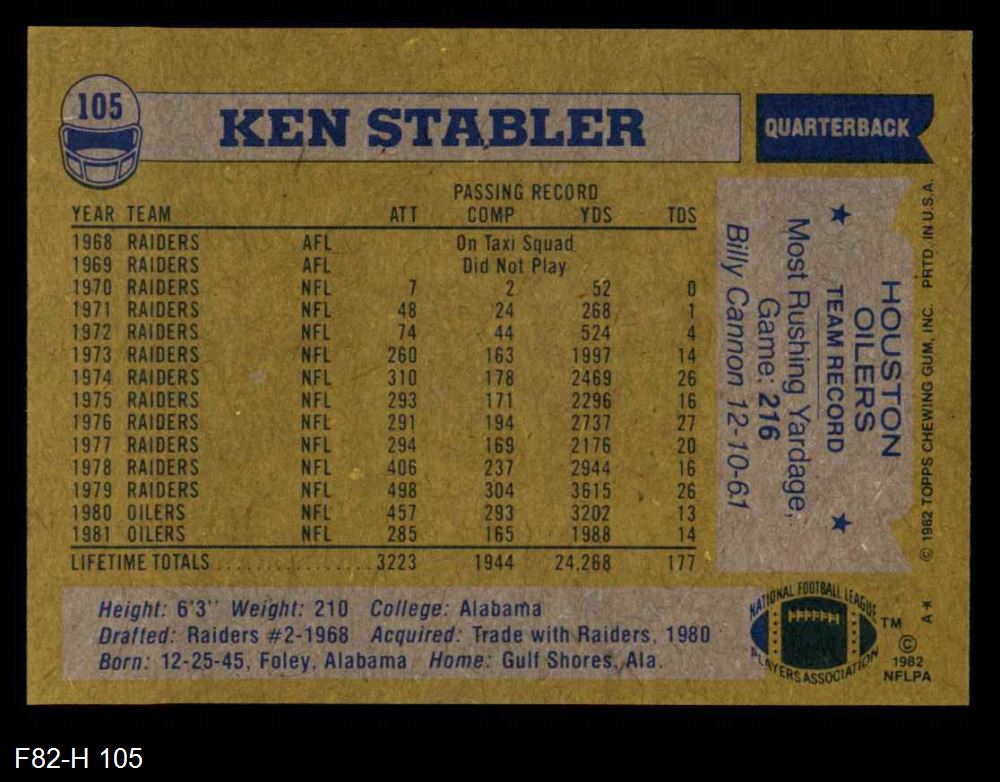 105
KEN STABLER
QUARTERBACK
PASSING RECORD
YEAR TEAM ATT COMP YDS TDS
1968 RAIDERS AFL On Taxi Squad
1969 RAIDERS AFL Did Not Play
1970 RAIDERS NFL 7 2 52 0
1971 RAIDERS NFL 48 24 268 1
1972 RAIDERS NFL 74 44 524 4
1973 RAIDERS NFL 260 163 1997 14
1974 RAIDERS NFL 310 178 2469 26
1975 RAIDERS NFL 293 171 2296 16
1976 RAIDERS NFL 291 194 2737 27
1977 RAIDERS NFL 294 169 2176 20
1978 RAIDERS NFL 406 237 2944 16
1979 RAIDERS NFL 498 304 3615 26
1980 OILERS NFL 457 293 3202 13
1981 OILERS NFL 285 165 1988 14
LIFETIME TOTALS ................ 3223 1944 24,268 177
Height: 6'3" Weight: 210 College: Alabama
Drafted: Raiders #2-1968 Acquired: Trade with Raiders, 1980
Born: 12-25-45, Foley, Alabama Home: Gulf Shores, Ala.
HOUSTON
OILERS
★ TEAM RECORD ★
Most Rushing Yardage,
Game: 216
Billy Cannon 12-10-61
© 1982 TOPPS CHEWING GUM, INC. PRTD. IN U.S.A.
A★
NATIONAL FOOTBALL LEAGUE
NFLPLAYERS
PLAYERS ASSOCIATION
TM
©
1982
NFLPA
F82-H 105